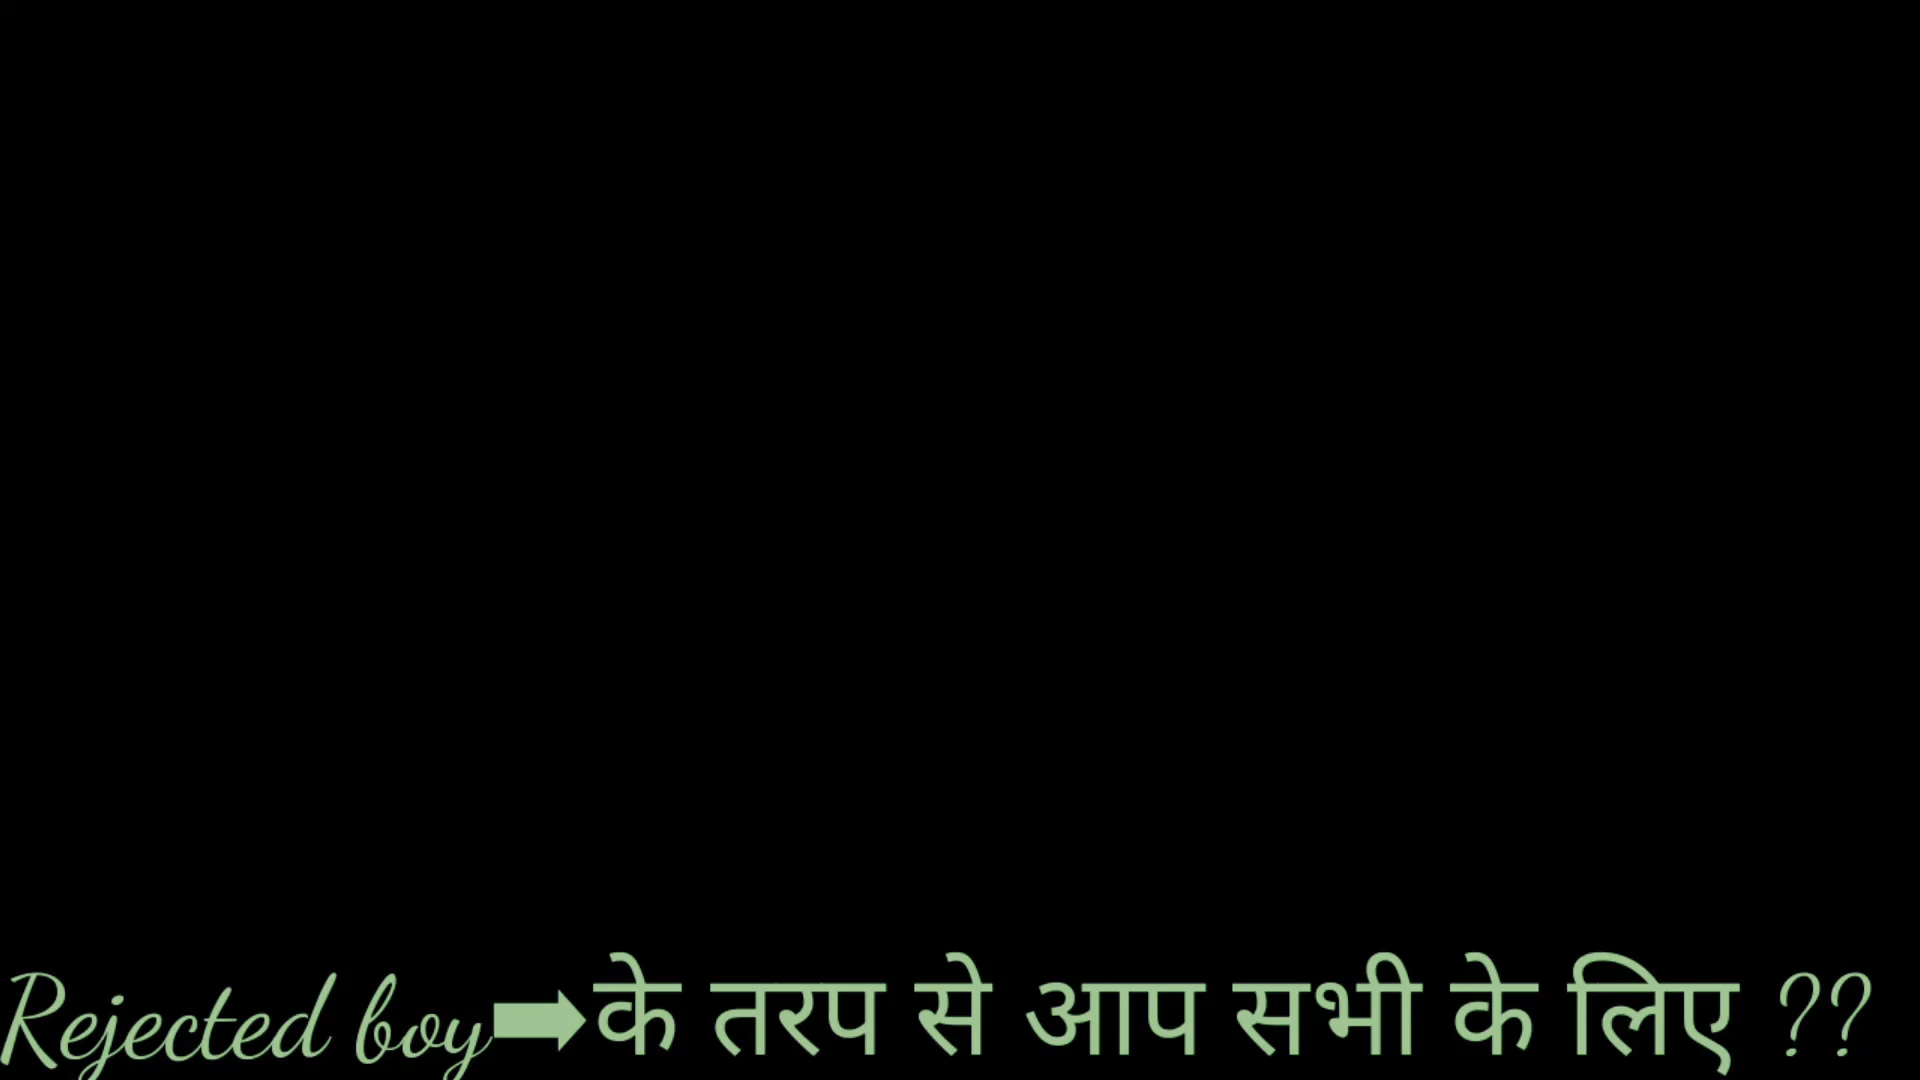 Rejected boy➡के तरप से आप सभी के लिए ??